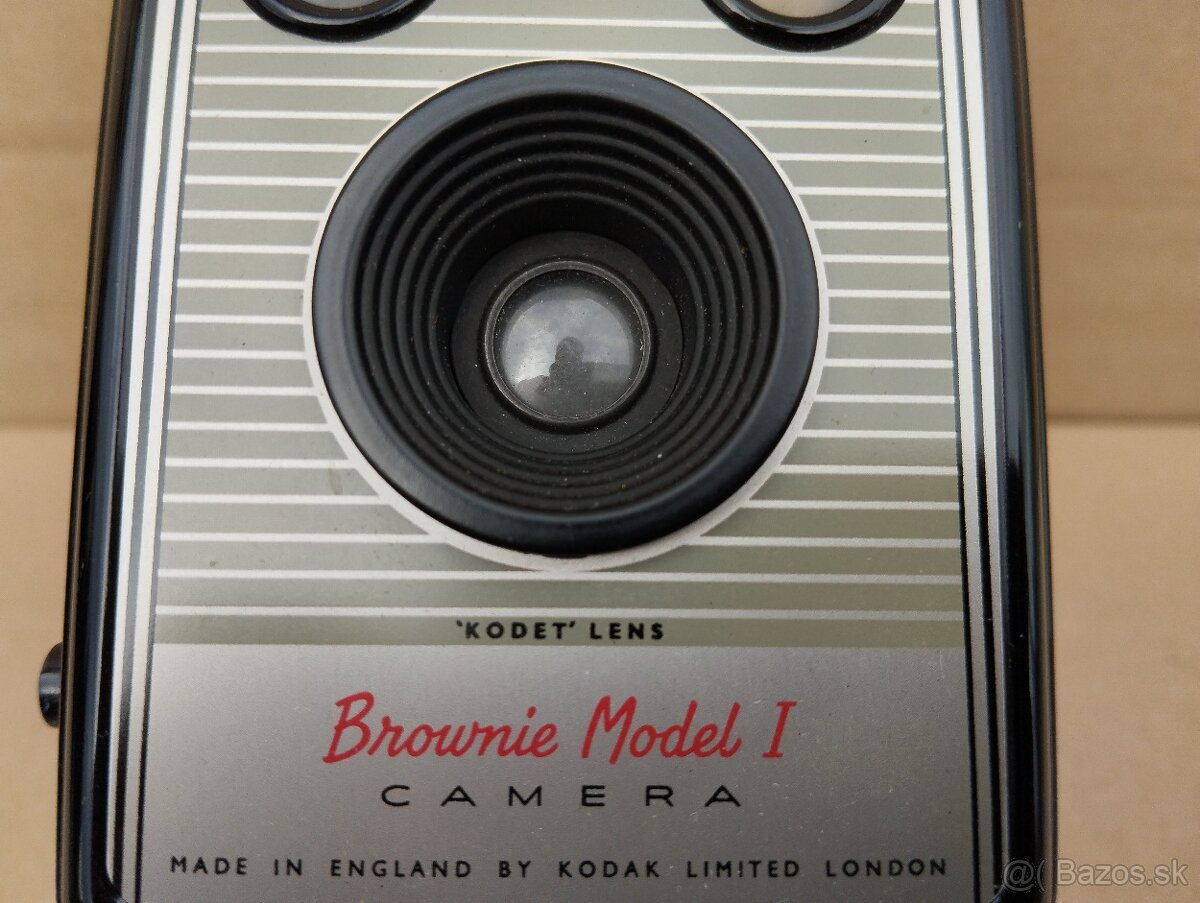 'KODET' LENS
Brownie Model I
CAMERA
MADE IN ENGLAND BY KODAK LIMITED LONDON
@( Bazos.sk